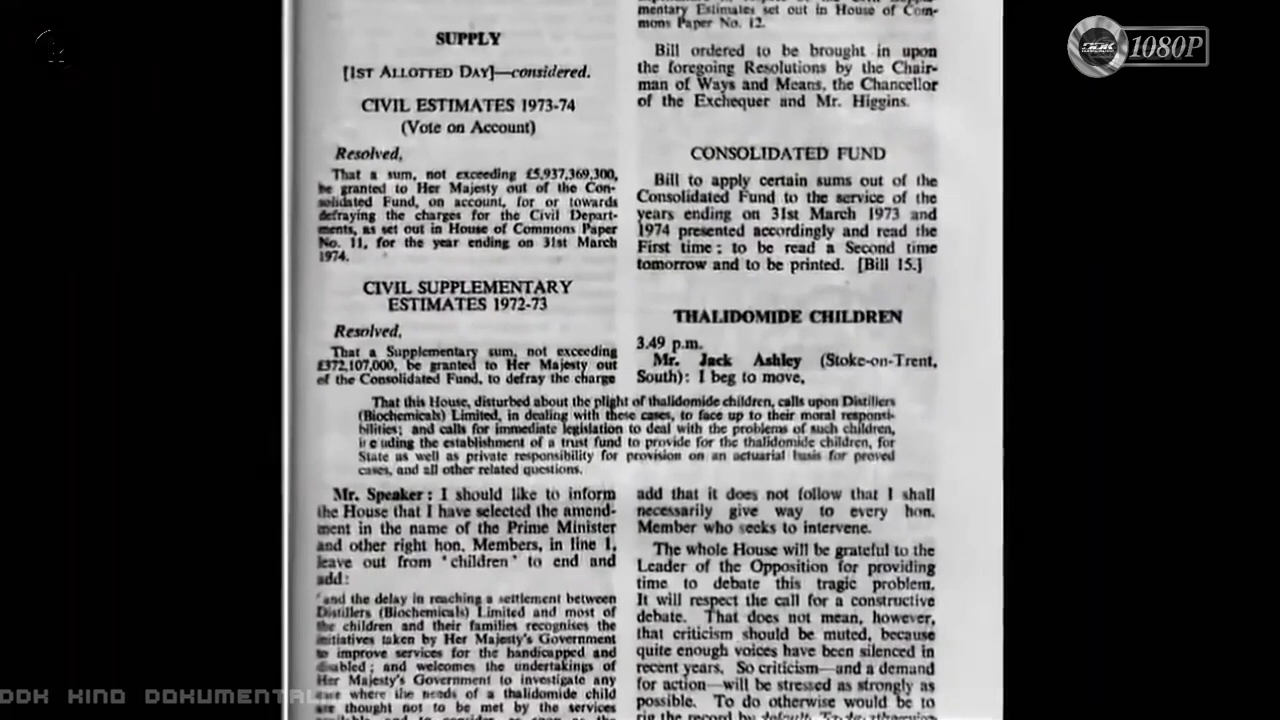 SUPPLY
[1ST ALLOTTED DAY]—considered.
CIVIL ESTIMATES 1973-74
(Vote on Account)
Resolved,
That a sum, not exceeding £5,937,369,300,
be granted to Her Majesty out of the Con-
solidated Fund, on account, for or towards
defraying the charges for the Civil Depart-
ments, as set out in House of Commons Paper
No. 11, for the year ending on 31st March
1974.
CIVIL SUPPLEMENTARY
ESTIMATES 1972-73
Resolved,
That a Supplementary sum, not exceeding
£372,107,000, be granted to Her Majesty out
of the Consolidated Fund, to defray the charge
mentary Estimates set out in House of Com-
mons Paper No. 12.
Bill ordered to be brought in upon
the foregoing Resolutions by the Chair-
man of Ways and Means, the Chancellor
of the Exchequer and Mr. Higgins.
CONSOLIDATED FUND
Bill to apply certain sums out of the
Consolidated Fund to the service of the
years ending on 31st March 1973 and
1974 presented accordingly and read the
First time; to be read a Second time
tomorrow and to be printed. [Bill 15.]
THALIDOMIDE CHILDREN
3.49 p.m.
Mr. Jack Ashley (Stoke-on-Trent,
South): I beg to move,
That this House, disturbed about the plight of thalidomide children, calls upon Distillers
(Biochemicals) Limited, in dealing with these cases, to face up to their moral responsi-
bilities; and calls for immediate legislation to deal with the problems of such children,
including the establishment of a trust fund to provide for the thalidomide children, for
State as well as private responsibility for provision on an actuarial basis for proved
cases, and all other related questions.
Mr. Speaker: I should like to inform
the House that I have selected the amend-
ment in the name of the Prime Minister
and other right hon. Members, in line 1,
leave out from 'children' to end and
add:
'and the delay in reaching a settlement between
Distillers (Biochemicals) Limited and most of
the children and their families recognises the
initiatives taken by Her Majesty's Government
to improve services for the handicapped and
disabled; and welcomes the undertakings of
Her Majesty's Government to investigate any
case where the needs of a thalidomide child
are thought not to be met by the services
add that it does not follow that I shall
necessarily give way to every hon.
Member who seeks to intervene.
The whole House will be grateful to the
Leader of the Opposition for providing
time to debate this tragic problem.
It will respect the call for a constructive
debate. That does not mean, however,
that criticism should be muted, because
quite enough voices have been silenced in
recent years. So criticism—and a demand
for action—will be stressed as strongly as
possible. To do otherwise would be to
rig the record by default.
DDK
1080P
DDK KINO DOKUMENTAL